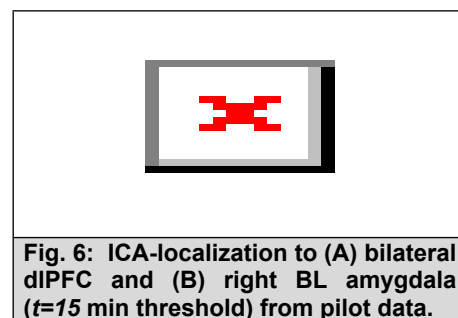 Fig. 6: ICA-localization to (A) bilateral
dlPFC and (B) right BL amygdala
(t=15 min threshold) from pilot data.